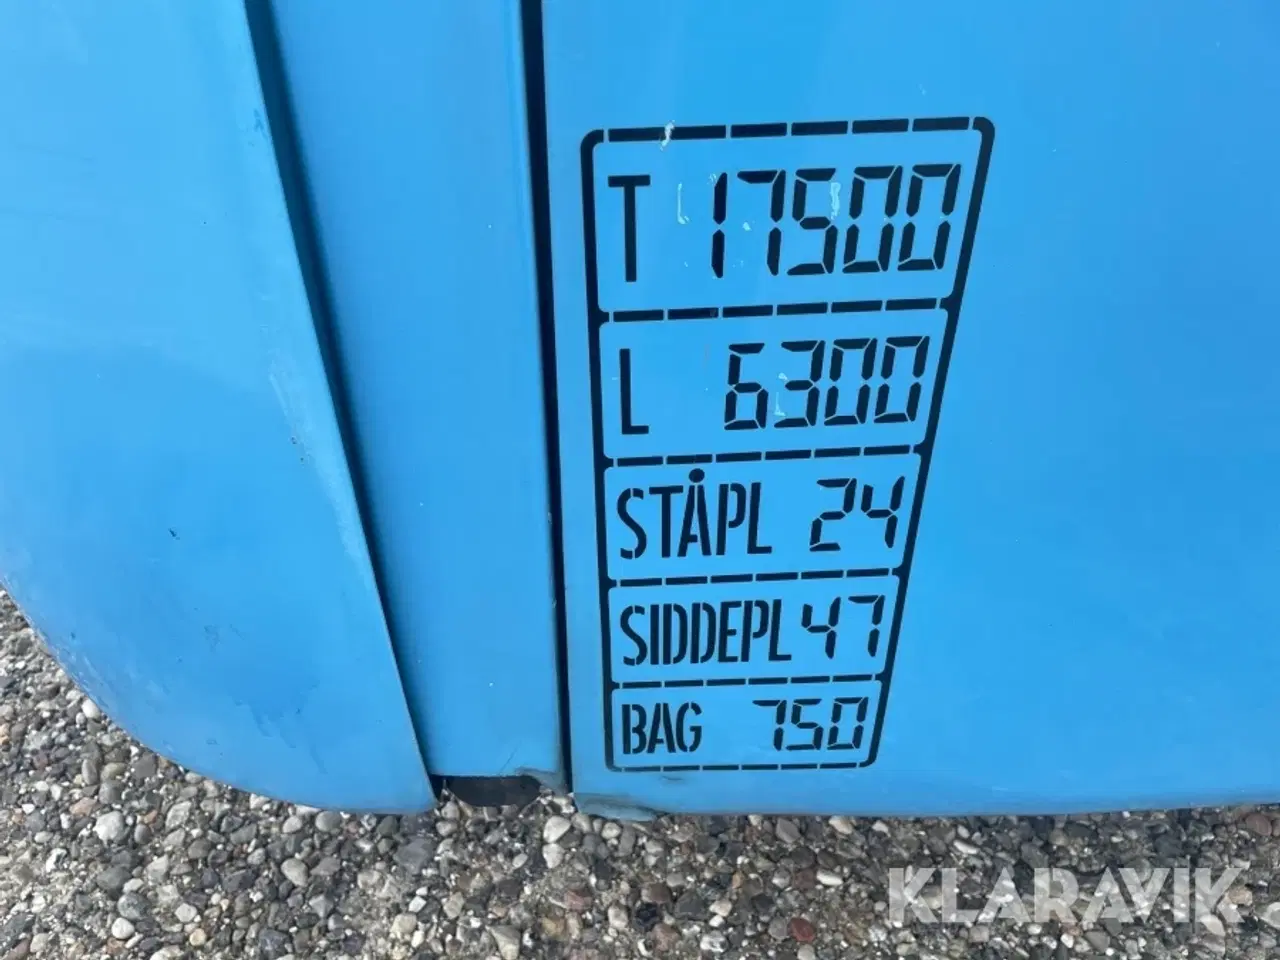 T 17500
L 6300
STÅPL 24
SIDDEPL 47
BAG 750
KLARAVIK